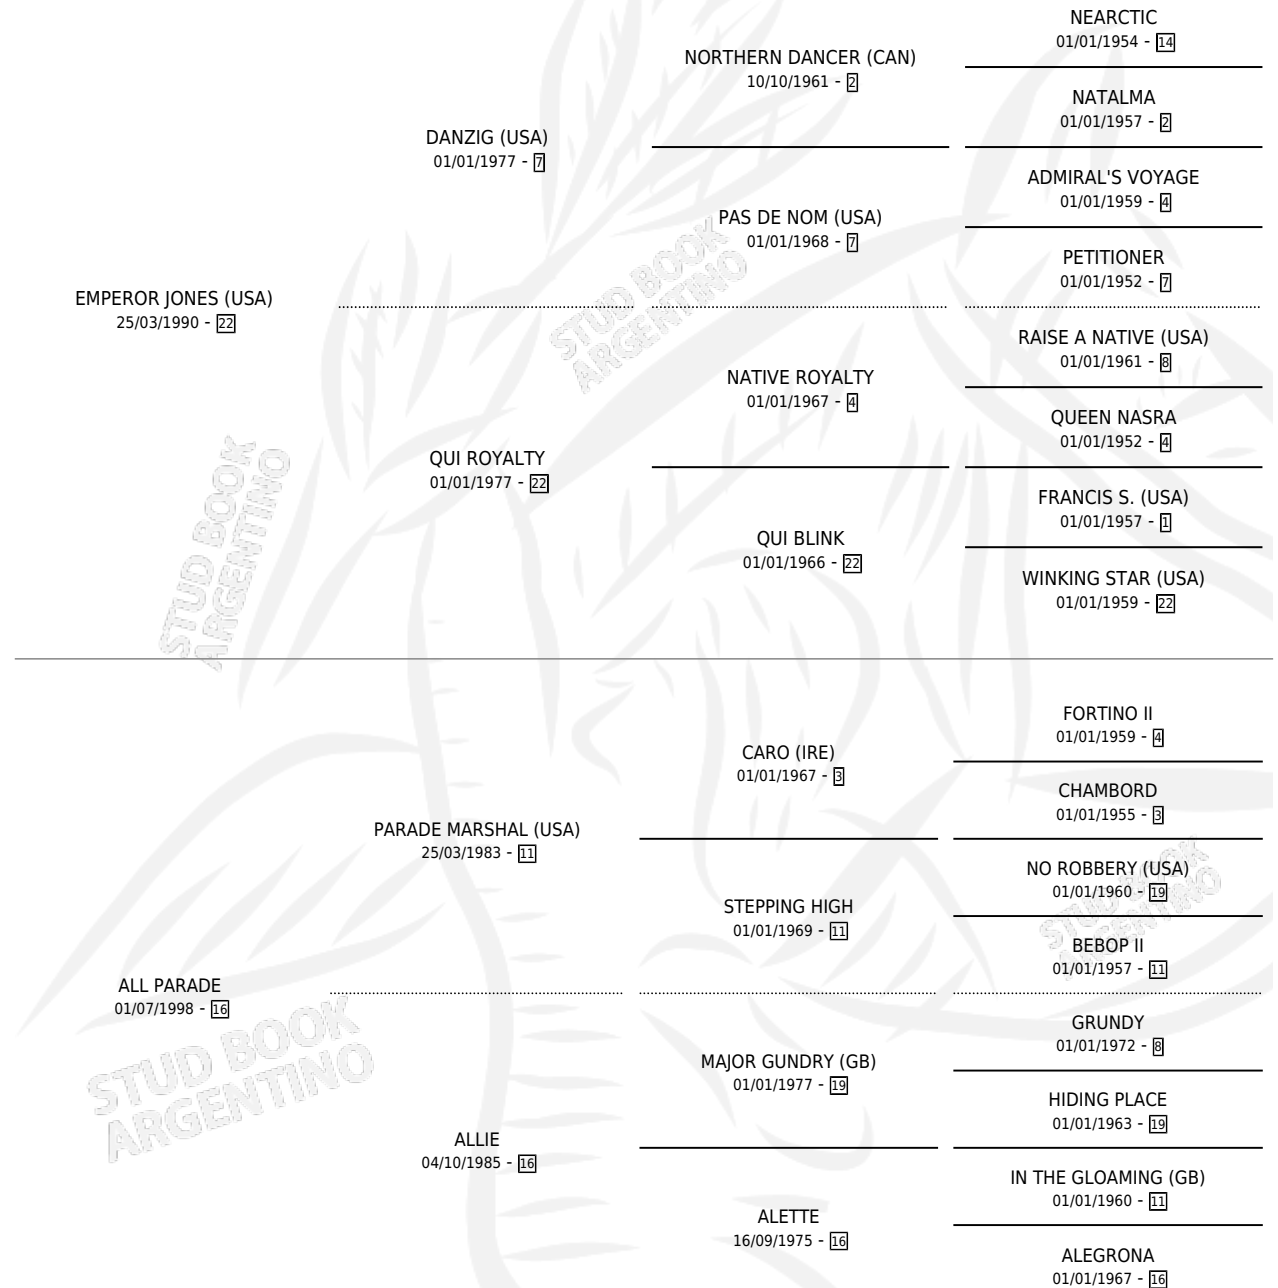 NEARCTIC
01/01/1954 - 14
NORTHERN DANCER (CAN)
10/10/1961 - 2
NATALMA
01/01/1957 - 2
DANZIG (USA)
01/01/1977 - 7
ADMIRAL'S VOYAGE
01/01/1959 - 4
PAS DE NOM (USA)
01/01/1968 - 7
PETITIONER
01/01/1952 - 7
EMPEROR JONES (USA)
25/03/1990 - 22
STUD BOOK
ARGENTINO
RAISE A NATIVE (USA)
01/01/1961 - 8
NATIVE ROYALTY
01/01/1967 - 4
QUEEN NASRA
01/01/1952 - 4
QUI ROYALTY
01/01/1977 - 22
FRANCIS S. (USA)
01/01/1957 - 1
QUI BLINK
01/01/1966 - 22
WINKING STAR (USA)
01/01/1959 - 22
STUD BOOK
ARGENTINO
FORTINO II
01/01/1959 - 4
CARO (IRE)
01/01/1967 - 3
CHAMBORD
01/01/1955 - 3
PARADE MARSHAL (USA)
25/03/1983 - 11
NO ROBBERY (USA)
01/01/1960 - 19
STEPPING HIGH
01/01/1969 - 11
STUD BOOK
ARGENTINO
BEBOP II
01/01/1957 - 11
ALL PARADE
01/07/1998 - 16
GRUNDY
01/01/1972 - 8
MAJOR GUNDRY (GB)
01/01/1977 - 19
STUD BOOK
ARGENTINO
HIDING PLACE
01/01/1963 - 19
ALLIE
04/10/1985 - 16
IN THE GLOAMING (GB)
01/01/1960 - 11
ALETTE
16/09/1975 - 16
ALEGRONA
01/01/1967 - 16